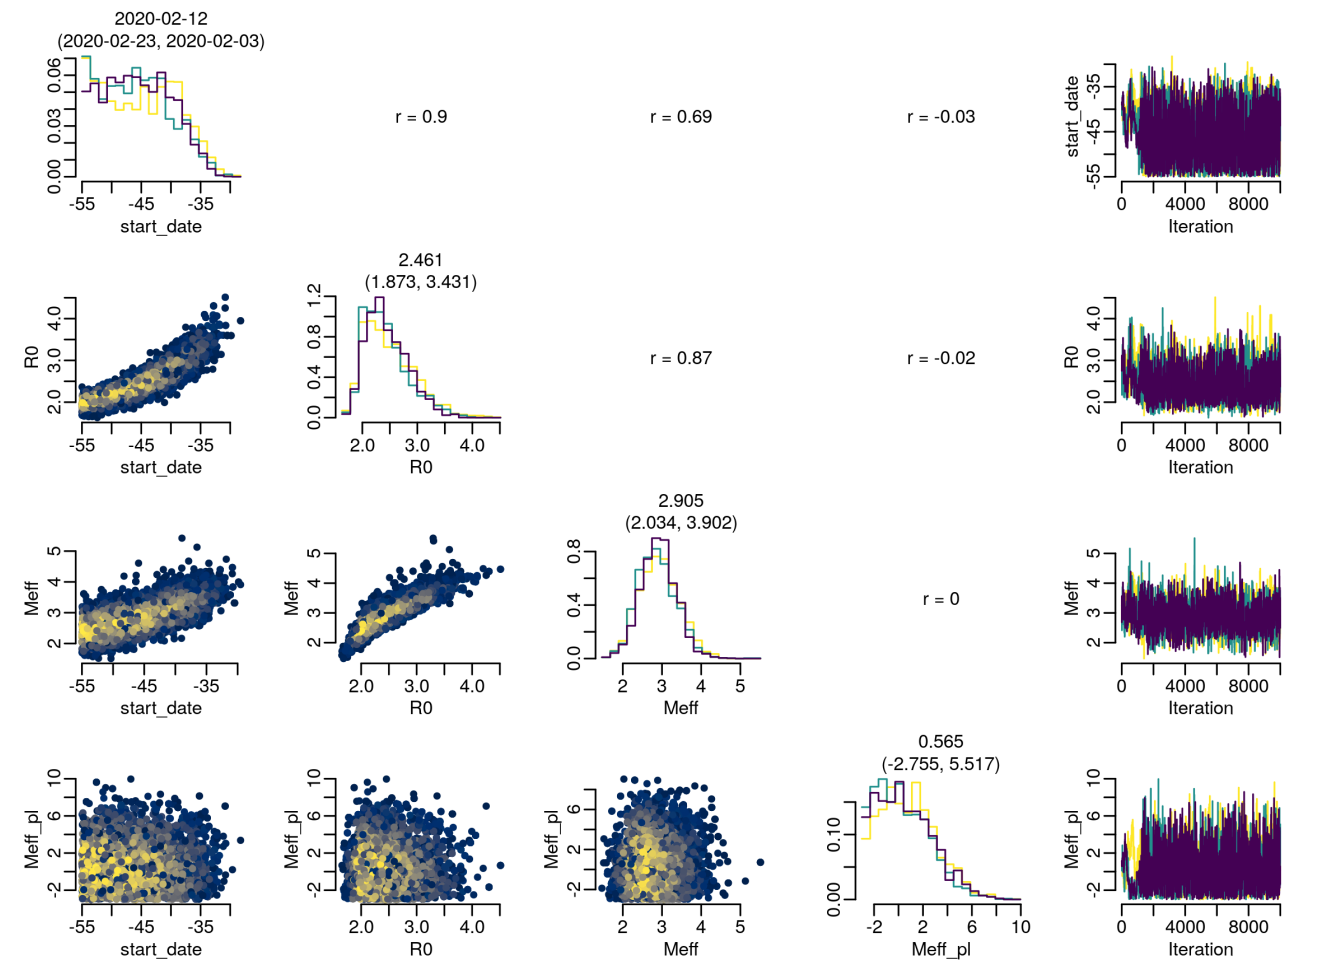 2020-02-12
(2020-02-23, 2020-02-03)
0.00 0.03 0.06
-55 -45 -35
start_date
r = 0.9
r = 0.69
r = -0.03
start_date
-55 -45 -35
0 4000 8000
Iteration
R0
2.0 3.0 4.0
-55 -45 -35
start_date
2.461
(1.873, 3.431)
0.0 0.4 0.8 1.2
2.0 3.0 4.0
R0
r = 0.87
r = -0.02
R0
2.0 3.0 4.0
0 4000 8000
Iteration
Meff
2 3 4 5
-55 -45 -35
start_date
Meff
2 3 4 5
2.0 3.0 4.0
R0
2.905
(2.034, 3.902)
0.0 0.4 0.8
2 3 4 5
Meff
r = 0
Meff
2 3 4 5
0 4000 8000
Iteration
Meff_pl
-2 2 6 10
-55 -45 -35
start_date
Meff_pl
-2 2 6 10
2.0 3.0 4.0
R0
Meff_pl
-2 2 6
2 3 4 5
Meff
0.565
(-2.755, 5.517)
0.00 0.10
-2 2 6 10
Meff_pl
Meff_pl
-2 2 6 10
0 4000 8000
Iteration